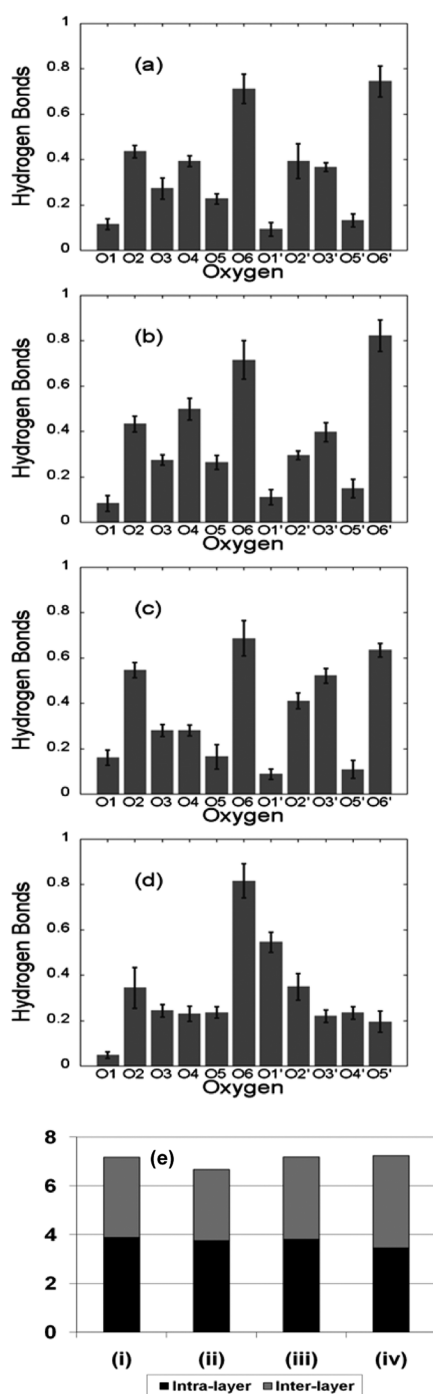 1
(a)
0.8
0.6
0.4
0.2
0
Hydrogen Bonds
O1 O2 O3 O4 O5 O6 O1' O2' O3' O5' O6'
Oxygen
1
(b)
0.8
0.6
0.4
0.2
0
Hydrogen Bonds
O1 O2 O3 O4 O5 O6 O1' O2' O3' O5' O6'
Oxygen
1
(c)
0.8
0.6
0.4
0.2
0
Hydrogen Bonds
O1 O2 O3 O4 O5 O6 O1' O2' O3' O5' O6'
Oxygen
1
(d)
0.8
0.6
0.4
0.2
0
Hydrogen Bonds
O1 O2 O3 O4 O5 O6 O1' O2' O3' O4' O5'
Oxygen
8
(e)
6
4
2
0
(i) (ii) (iii) (iv)
Intra-layer Inter-layer